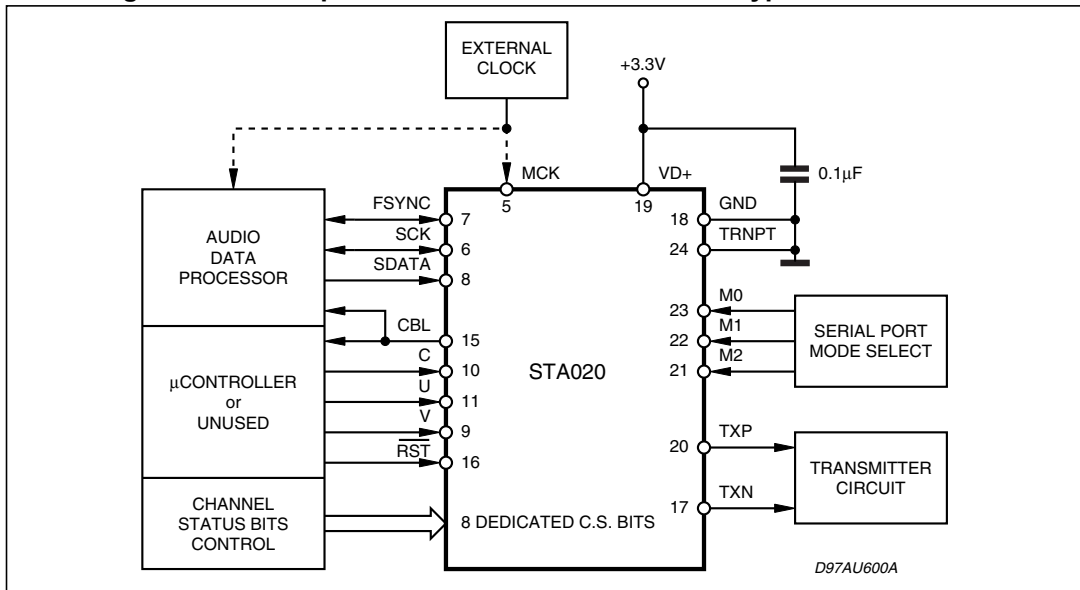 EXTERNAL
CLOCK
+3.3V
MCK
VD+
0.1μF
5
19
AUDIO
DATA
PROCESSOR
FSYNC
7
SCK
6
SDATA
8
GND
18
TRNPT
24
CBL
15
μCONTROLLER
or
UNUSED
C
10
U
11
V
9
RST
16
STA020
M0
23
M1
22
M2
21
SERIAL PORT
MODE SELECT
TXP
20
TXN
17
TRANSMITTER
CIRCUIT
CHANNEL
STATUS BITS
CONTROL
8 DEDICATED C.S. BITS
D97AU600A